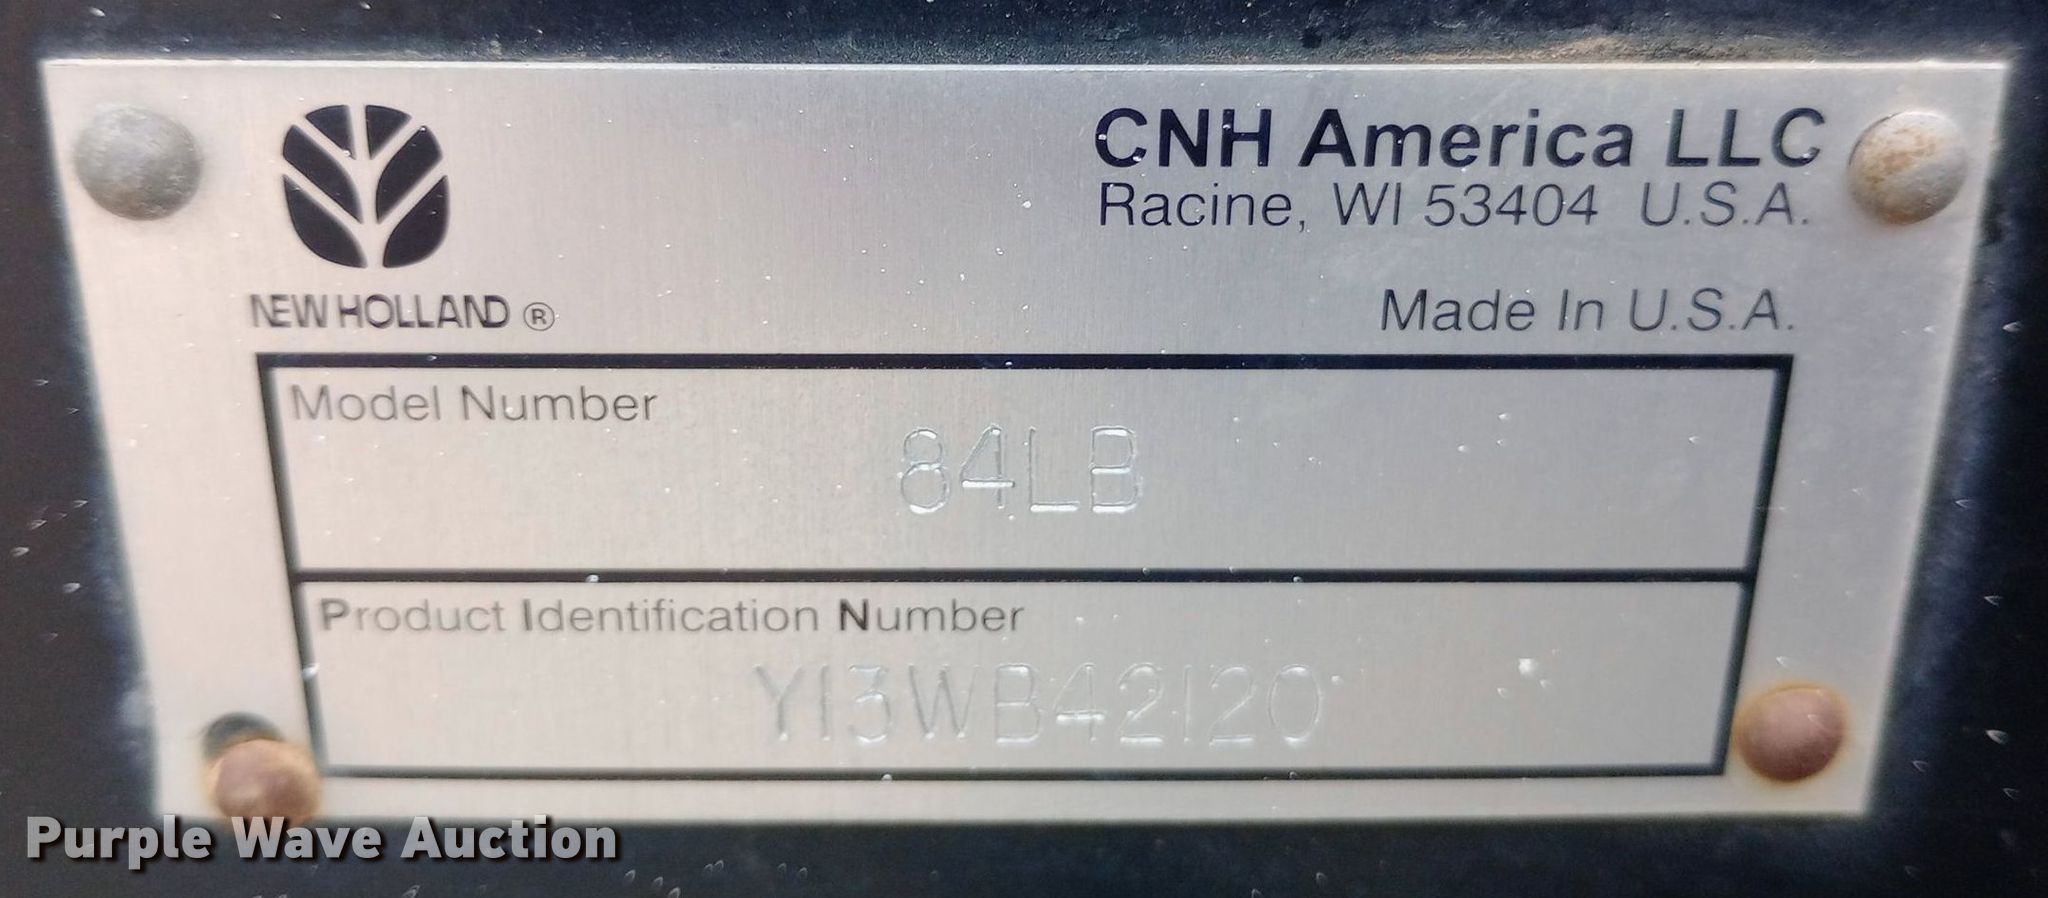 CNH America LLC
Racine, WI 53404 U.S.A.
NEW HOLLAND ®
Made In U.S.A.
Model Number
84LB
Product Identification Number
Y13WB42120
Purple Wave Auction